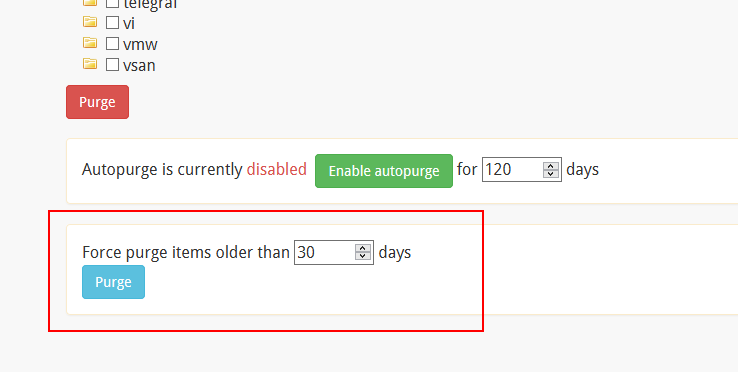 telegraf
vi
vmw
vsan
Purge
Autopurge is currently disabled Enable autopurge for 120 days
Force purge items older than 30 days
Purge